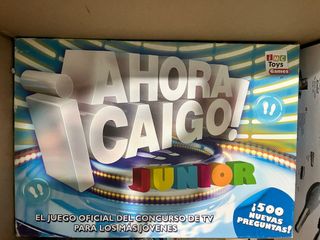 IMC
Toys
Games
¡AHORA
CAIGO!
JUNIOR
EL JUEGO OFICIAL DEL CONCURSO DE TV
PARA LOS MÁS JÓVENES
¡500
NUEVAS
PREGUNTAS!